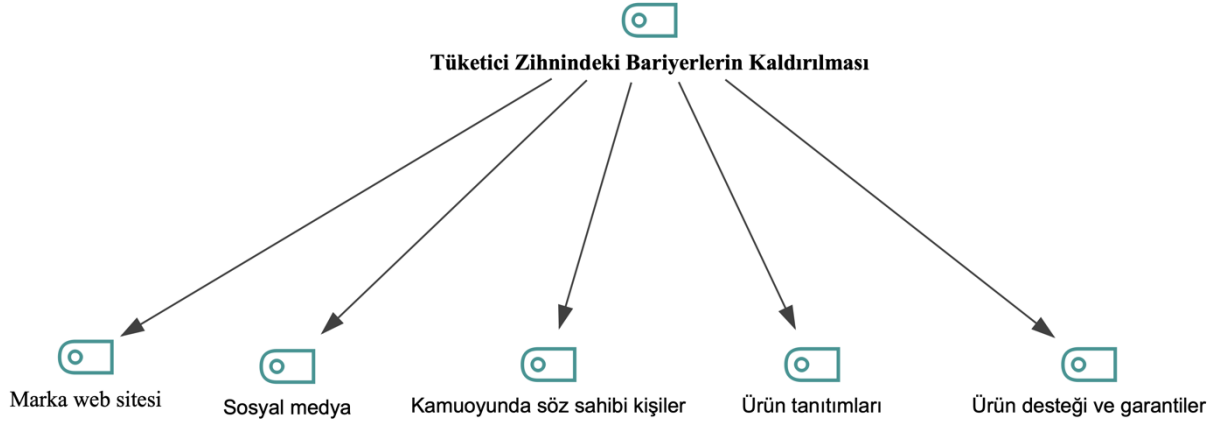 Tüketici Zihnindeki Bariyerlerin Kaldırılması
Marka web sitesi
Sosyal medya
Kamuoyunda söz sahibi kişiler
Ürün tanıtımları
Ürün desteği ve garantiler